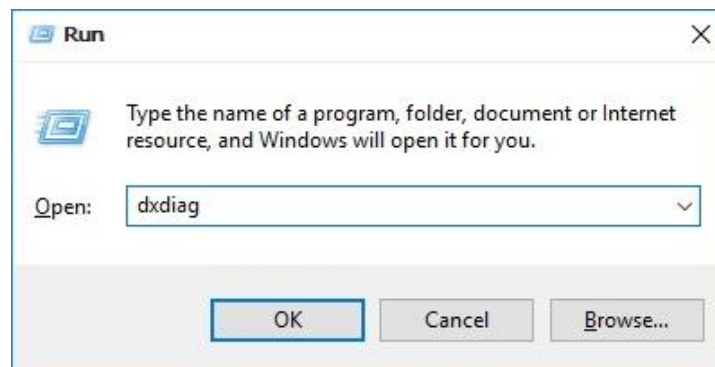 Run
Type the name of a program, folder, document or Internet
resource, and Windows will open it for you.
Open: dxdiag
OK Cancel Browse...